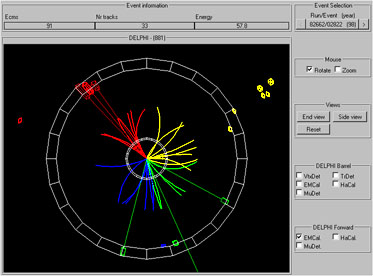 Event information
Ecms
Nr tracks
Energy
91
33
57.8
DELPHI - (881)
Event Selection
Run/Event (year)
82662/02822 (98)
Mouse
Rotate
Zoom
Views
End view
Side view
Reset
DELPHI Barrel
VtxDet
TrDet
EMCal
HaCal
MuDet
DELPHI Forward
EMCal.
HaCal
MuDet.